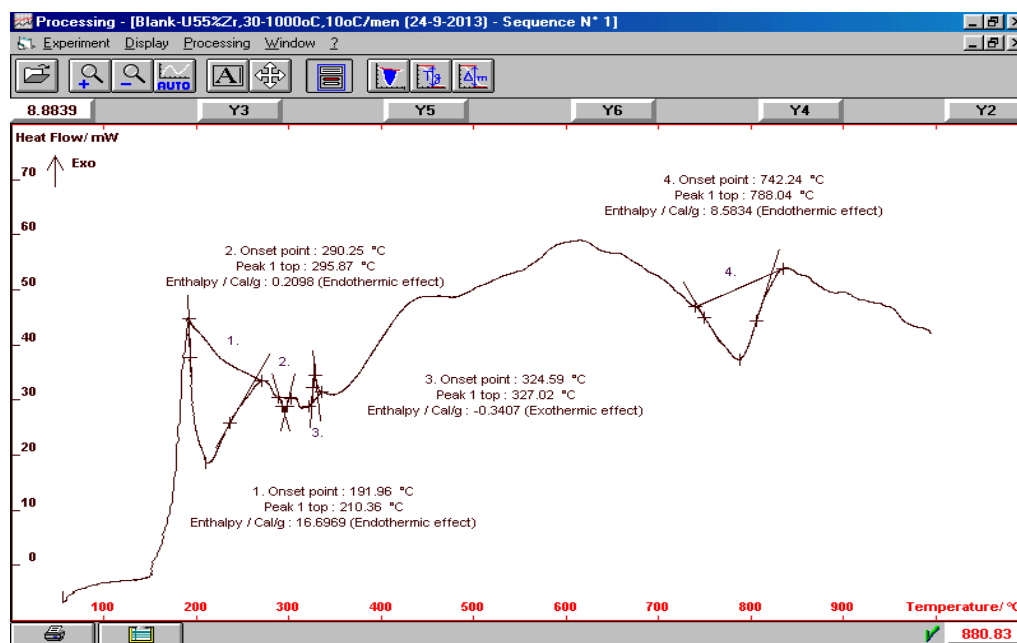 Processing - [Blank-U55%Zr,30-1000oC,10oC/men (24-9-2013) - Sequence N° 1]
Experiment Display Processing Window ?
AUTO A Tg Δm
8.8839 Y3 Y5 Y6 Y4 Y2
Heat Flow/ mW
Exo
70
60
50
40
30
20
10
0
4. Onset point : 742.24 °C
Peak 1 top : 788.04 °C
Enthalpy / Cal/g : 8.5834 (Endothermic effect)
2. Onset point : 290.25 °C
Peak 1 top : 295.87 °C
Enthalpy / Cal/g : 0.2098 (Endothermic effect)
4.
1.
2.
3.
3. Onset point : 324.59 °C
Peak 1 top : 327.02 °C
Enthalpy / Cal/g : -0.3407 (Exothermic effect)
1. Onset point : 191.96 °C
Peak 1 top : 210.36 °C
Enthalpy / Cal/g : 16.6969 (Endothermic effect)
100 200 300 400 500 600 700 800 900 Temperature/ °C
880.83